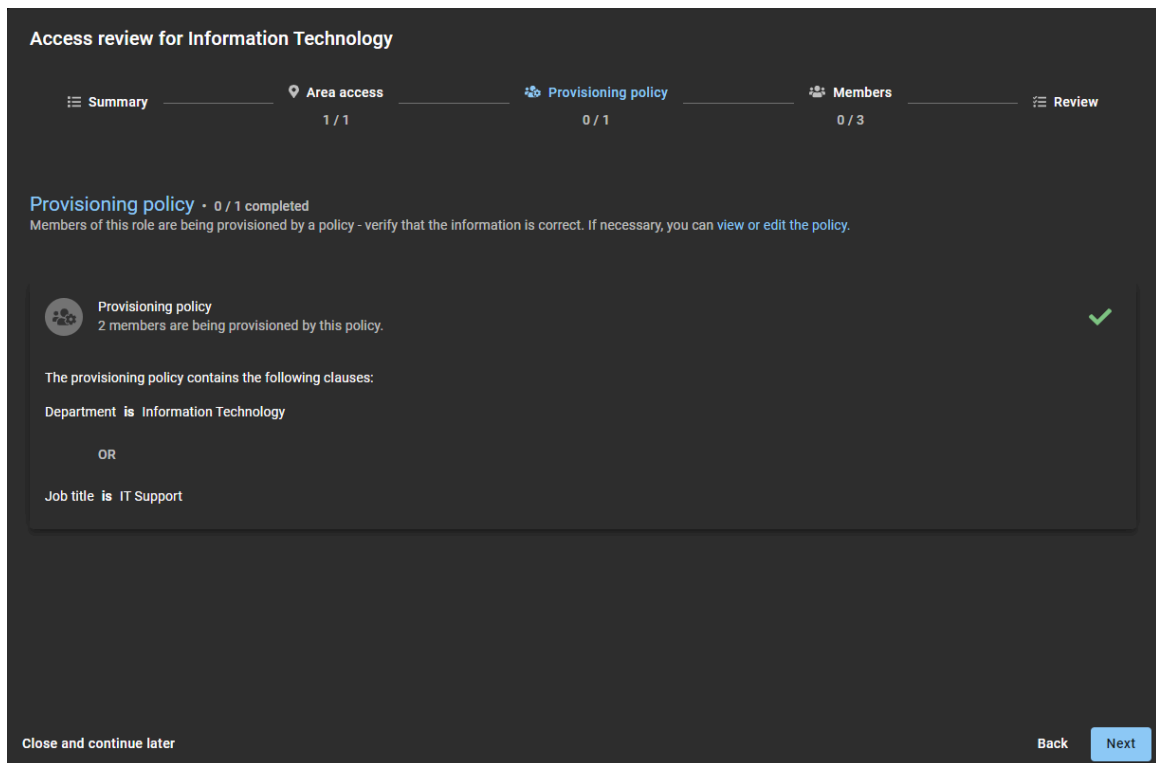 Access review for Information Technology
Summary
Area access
1 / 1
Provisioning policy
0 / 1
Members
0 / 3
Review
Provisioning policy • 0 / 1 completed
Members of this role are being provisioned by a policy - verify that the information is correct. If necessary, you can view or edit the policy.
Provisioning policy
2 members are being provisioned by this policy.
The provisioning policy contains the following clauses:
Department is Information Technology
OR
Job title is IT Support
Close and continue later
Back
Next